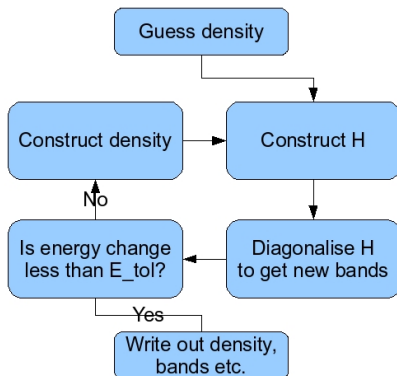 Guess density
Construct density
Construct H
No
Is energy change
less than E_tol?
Diagonalise H
to get new bands
Yes
Write out density,
bands etc.